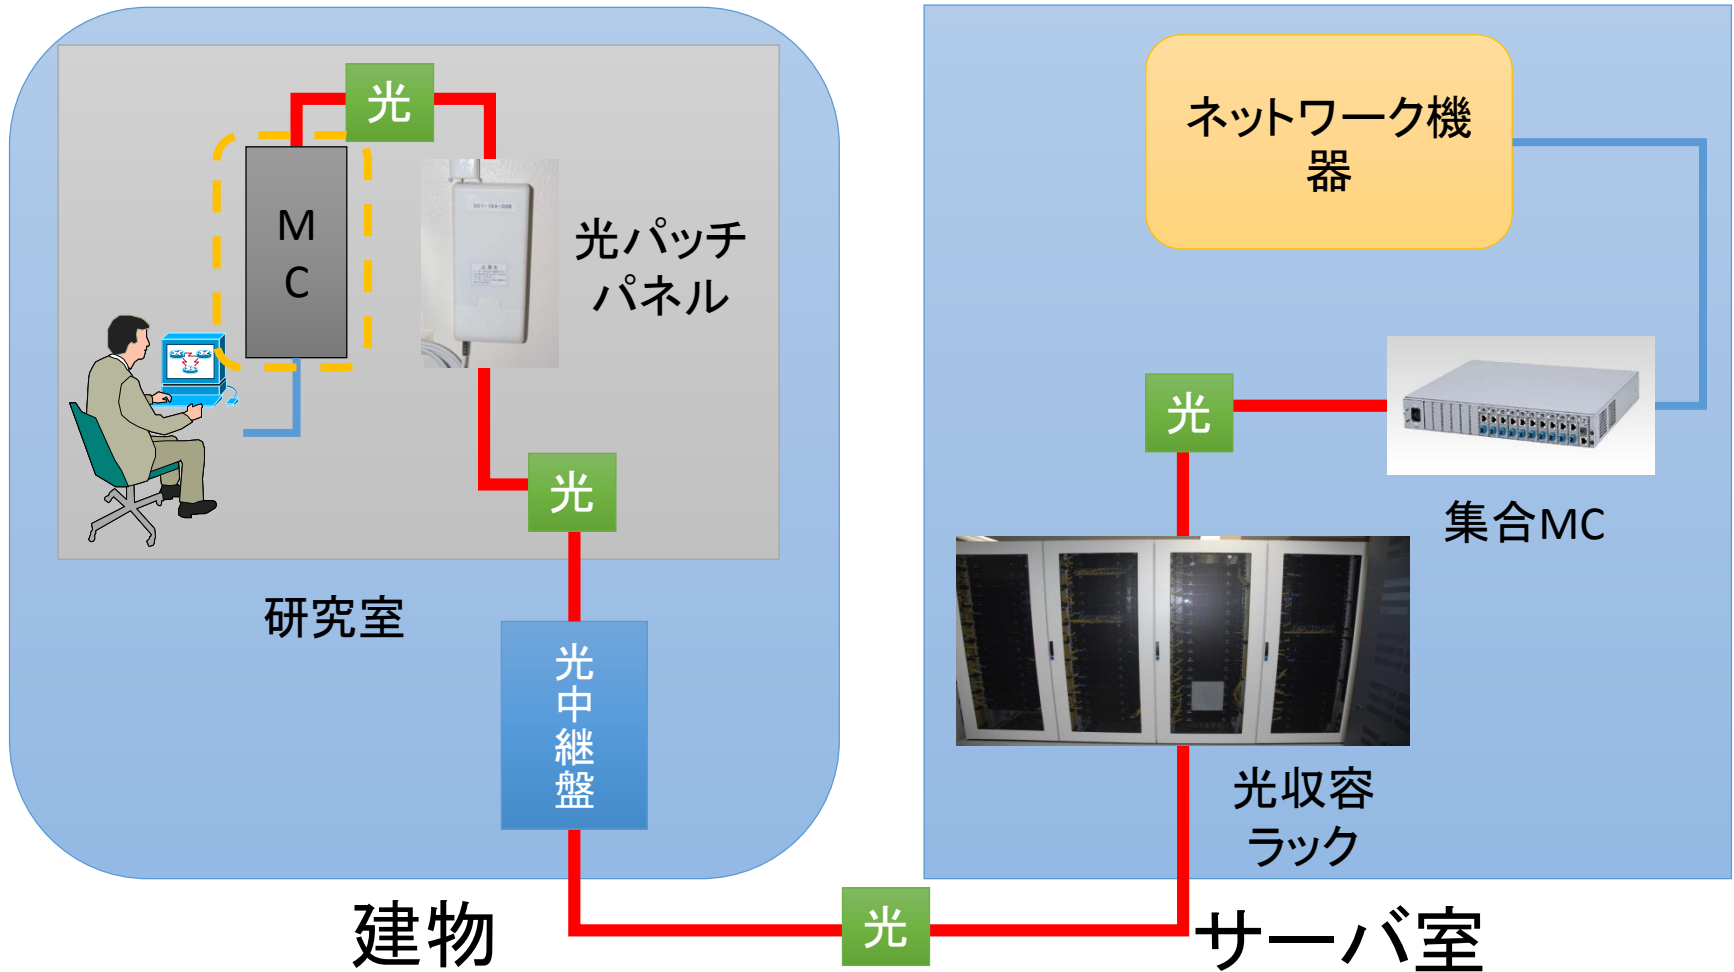 光
M
C
光パッチ
パネル
光
研究室
光
中
継
盤
建物
光
ネットワーク機
器
光
集合MC
光収容
ラック
サーバ室